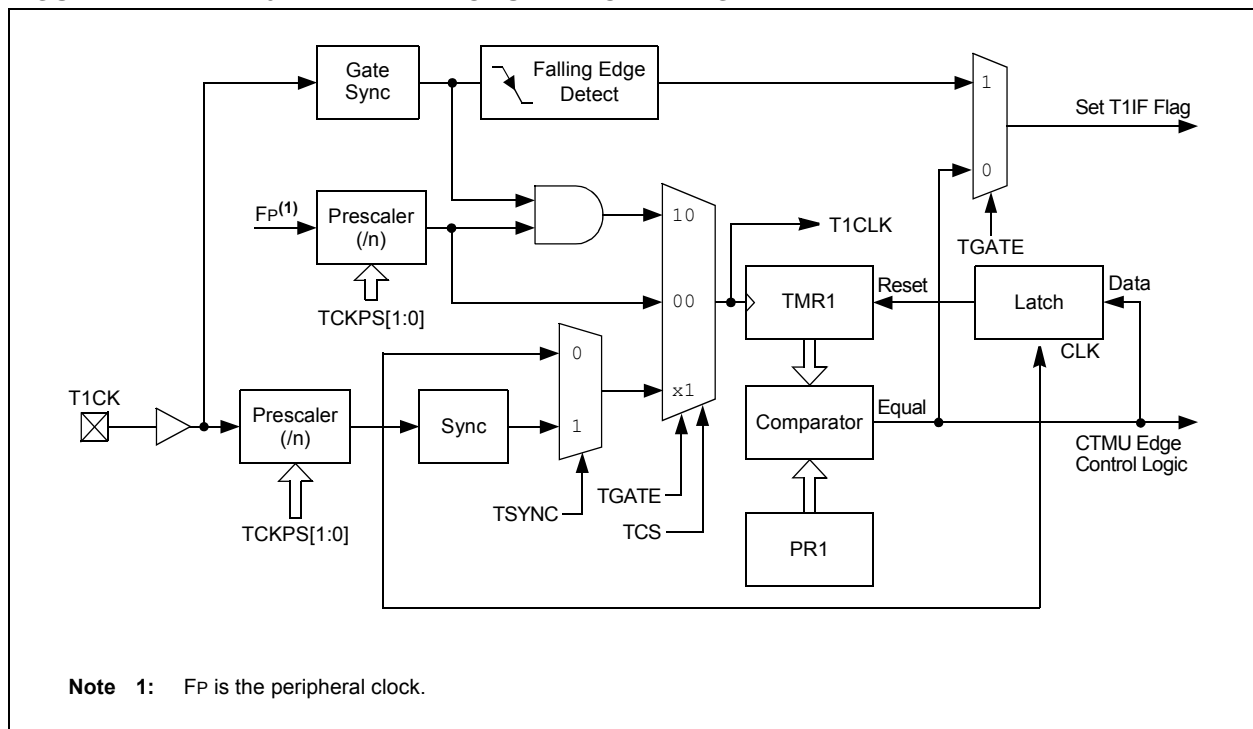 Gate
Sync
Falling Edge
Detect
1
0
Set T1IF Flag
TGATE
FP(1)
Prescaler
(/n)
TCKPS[1:0]
10
00
x1
T1CLK
TMR1
Reset
Latch
Data
CLK
0
1
T1CK
Prescaler
(/n)
TCKPS[1:0]
Sync
TSYNC
TGATE
TCS
Comparator
Equal
CTMU Edge
Control Logic
PR1
Note 1: FP is the peripheral clock.